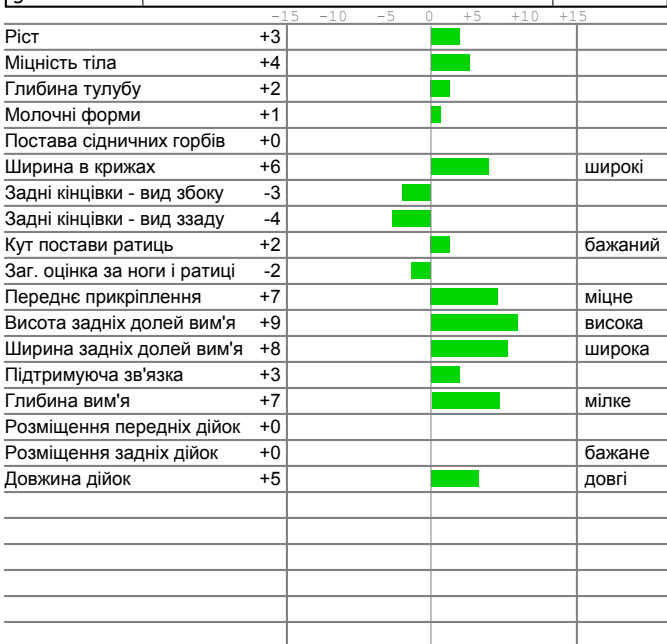 -15 -10 -5 0 +5 +10 +15
Ріст +3
Міцність тіла +4
Глибина тулубу +2
Молочні форми +1
Постава сідничних горбів +0
Ширина в крижах +6 широкі
Задні кінцівки - вид збоку -3
Задні кінцівки - вид ззаду -4
Кут постави ратиць +2 бажаний
Заг. оцінка за ноги і ратиці -2
Переднє прикріплення +7 міцне
Висота задніх долей вим'я +9 висока
Ширина задніх долей вим'я +8 широка
Підтримуюча зв'язка +3
Глибина вим'я +7 мілке
Розміщення передніх дійок +0
Розміщення задніх дійок +0 бажане
Довжина дійок +5 довгі